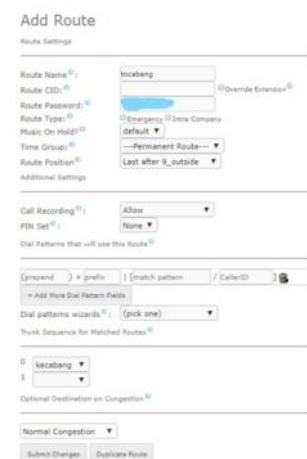 Add Route
Route Settings
Route Name : tocabang
Route CID: Override Extension
Route Password:
Route Type: Emergency Intra-Company
Music On Hold? default
Time Group: ---Permanent Route---
Route Position Last after 9_outside
Additional Settings
Call Recording : Allow
PIN Set : None
Dial Patterns that will use this Route
(prepend ) + prefix | [match pattern / CallerID ]
+ Add More Dial Pattern Fields
Dial patterns wizards : (pick one)
Trunk Sequence for Matched Routes
0 kecabang
1
Optional Destination on Congestion
Normal Congestion
Submit Changes Duplicate Route